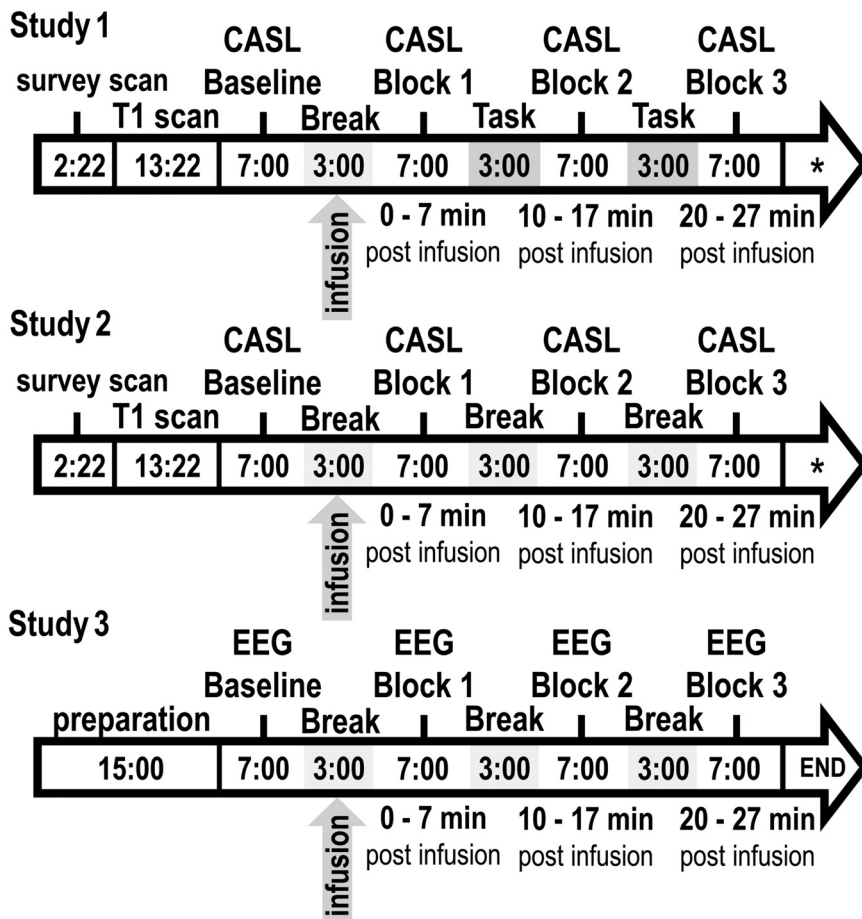 Study 1
CASL CASL CASL CASL
survey scan Baseline Block 1 Block 2 Block 3
T1 scan Break Task Task
2:22 13:22 7:00 3:00 7:00 3:00 7:00 3:00 7:00 *
infusion
0 - 7 min 10 - 17 min 20 - 27 min
post infusion post infusion post infusion
Study 2
CASL CASL CASL CASL
survey scan Baseline Block 1 Block 2 Block 3
T1 scan Break Break Break
2:22 13:22 7:00 3:00 7:00 3:00 7:00 3:00 7:00 *
infusion
0 - 7 min 10 - 17 min 20 - 27 min
post infusion post infusion post infusion
Study 3
EEG EEG EEG EEG
Baseline Block 1 Block 2 Block 3
preparation Break Break Break
15:00 7:00 3:00 7:00 3:00 7:00 3:00 7:00 END
infusion
0 - 7 min 10 - 17 min 20 - 27 min
post infusion post infusion post infusion